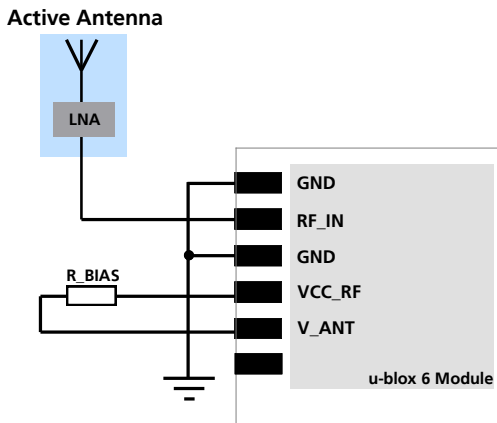 Active Antenna
LNA
GND
RF_IN
GND
R_BIAS
VCC_RF
V_ANT
u-blox 6 Module